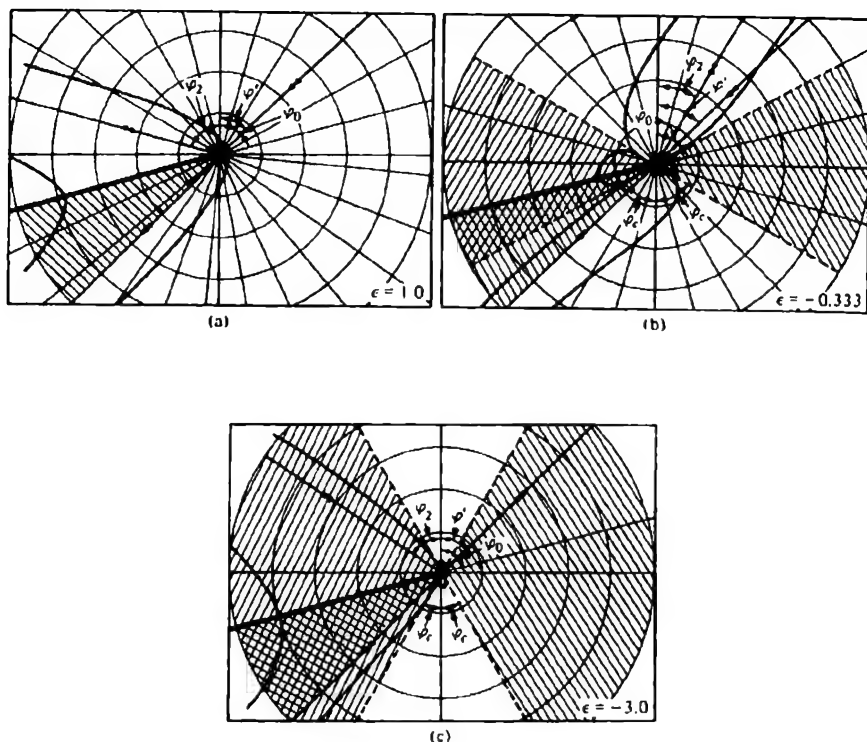 φ₂ φ' φ₀
ϵ = 1.0
(a)
φ₂ φ' φ₀
φc φc
ϵ = −0.333
(b)
φ₂ φ' φ₀
φc φc
ϵ = −3.0
(c)